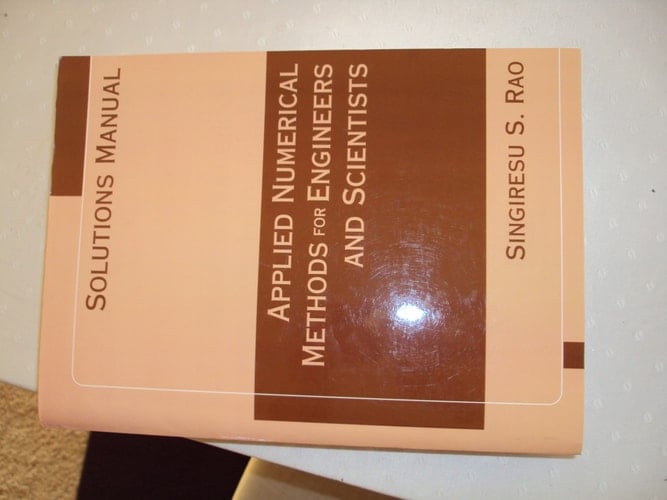 SOLUTIONS MANUAL
APPLIED NUMERICAL
METHODS FOR ENGINEERS
AND SCIENTISTS
SINGIRESU S. RAO